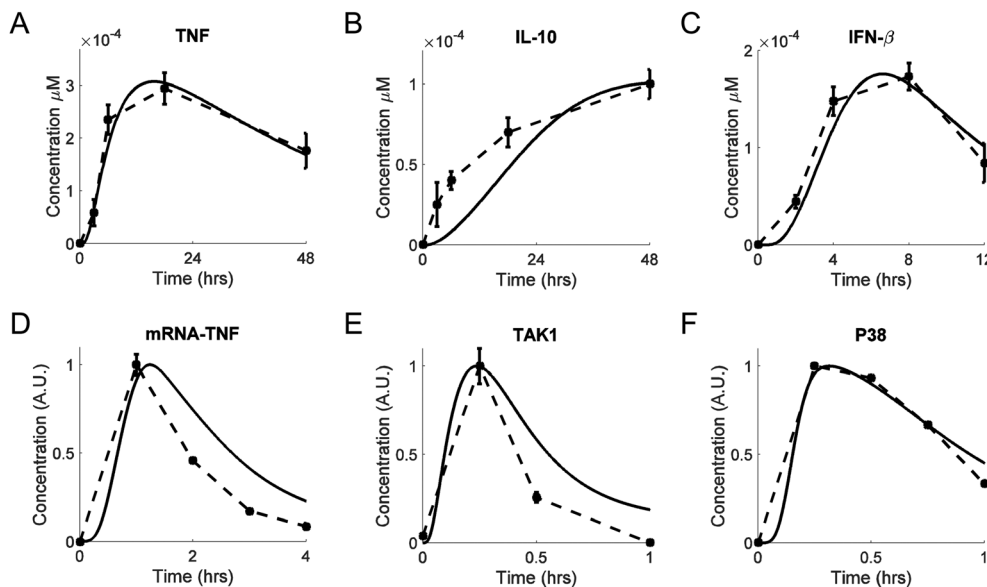 A
TNF
×10⁻⁴
Concentration μM
3
2
1
0
0
24
48
Time (hrs)
B
IL-10
×10⁻⁴
Concentration μM
1
0.5
0
0
24
48
Time (hrs)
C
IFN-β
×10⁻⁴
Concentration μM
2
1
0
0
4
8
12
Time (hrs)
D
mRNA-TNF
Concentration (A.U.)
1
0.5
0
0
2
4
Time (hrs)
E
TAK1
Concentration (A.U.)
1
0.5
0
0
0.5
1
Time (hrs)
F
P38
Concentration (A.U.)
1
0.5
0
0
0.5
1
Time (hrs)